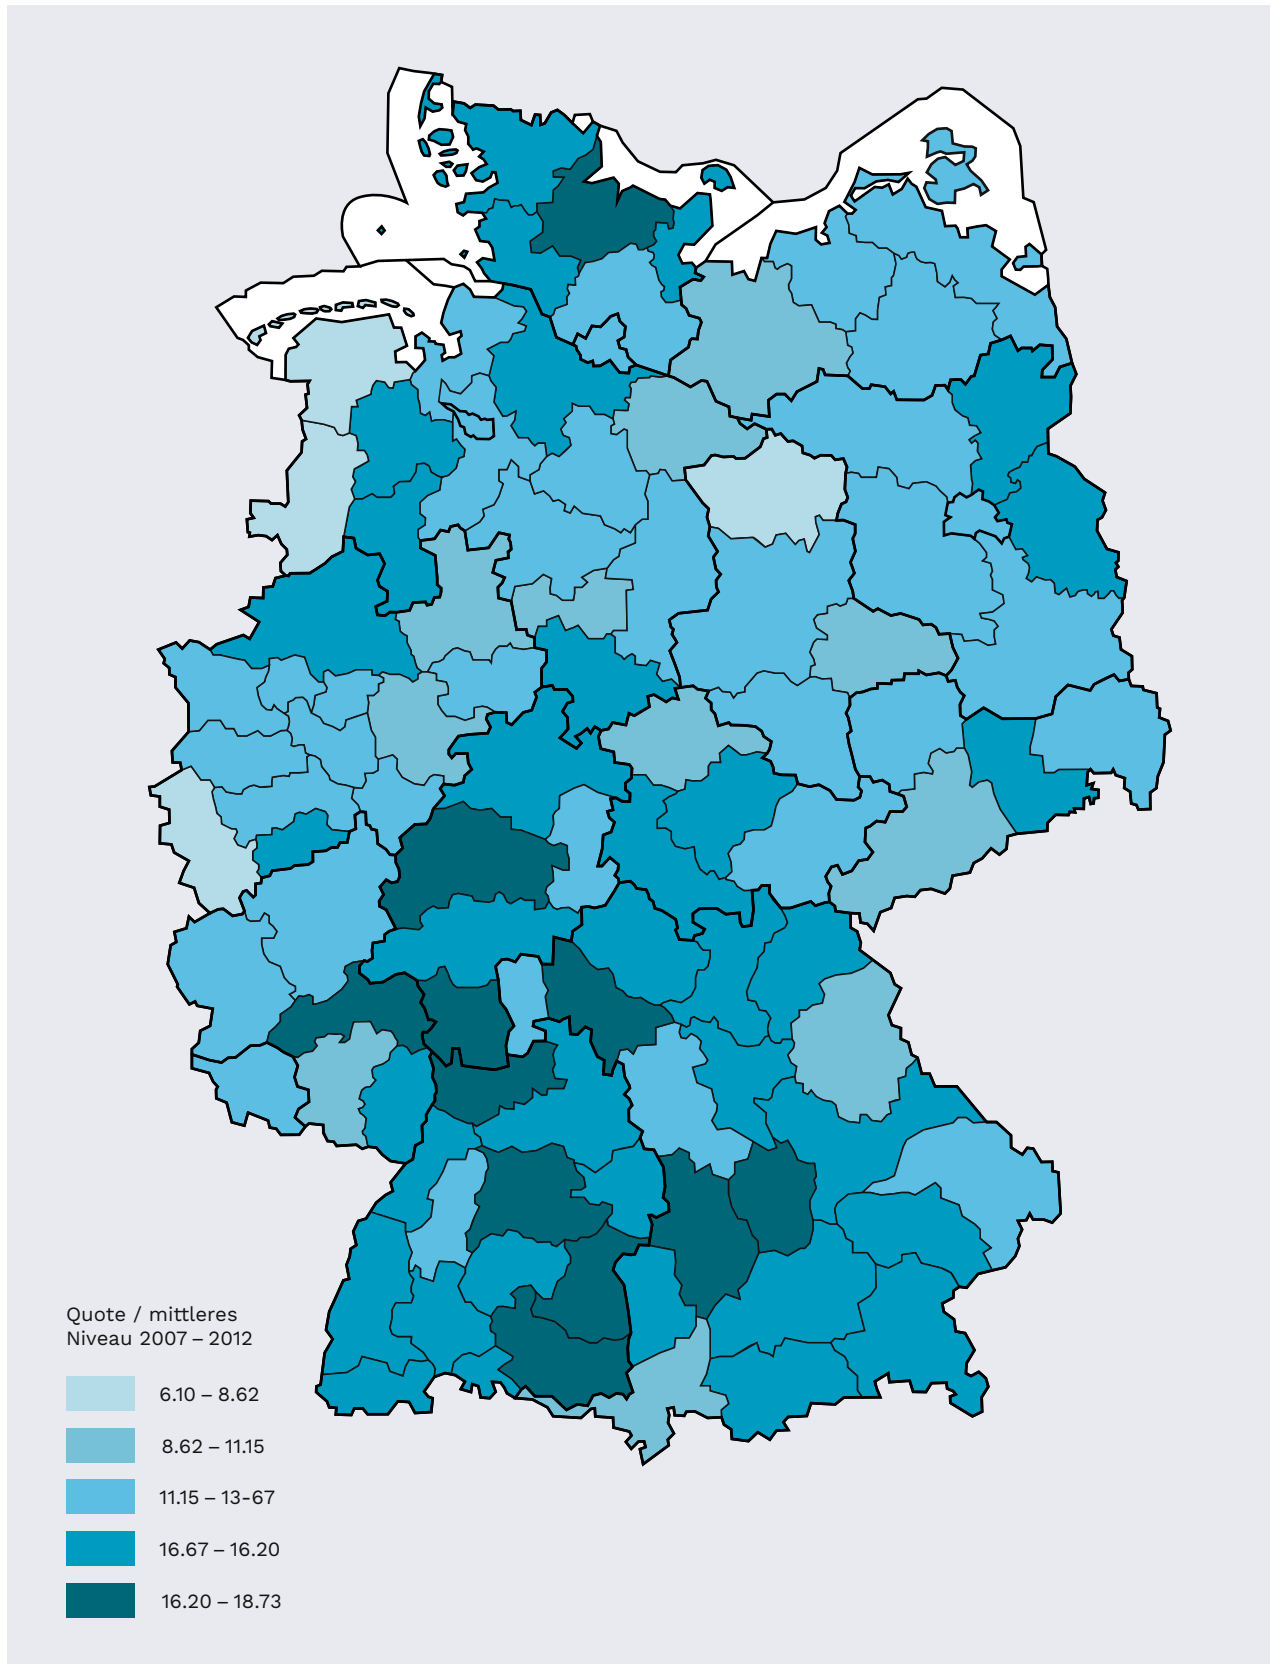 Quote / mittleres
Niveau 2007 – 2012
6.10 – 8.62
8.62 – 11.15
11.15 – 13-67
16.67 – 16.20
16.20 – 18.73